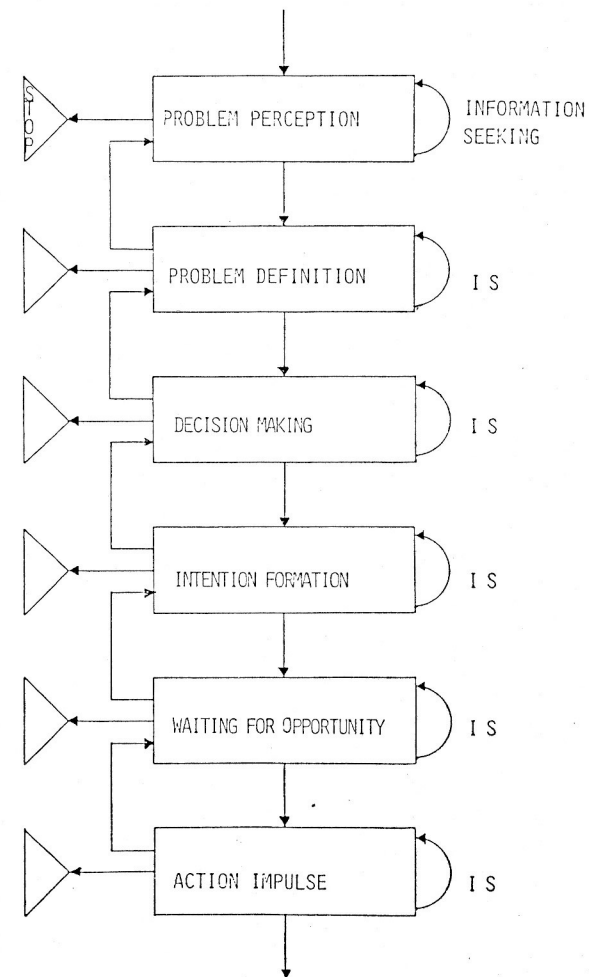 STOP
PROBLEM PERCEPTION
INFORMATION
SEEKING
PROBLEM DEFINITION
I S
DECISION MAKING
I S
INTENTION FORMATION
I S
WAITING FOR OPPORTUNITY
I S
ACTION IMPULSE
I S